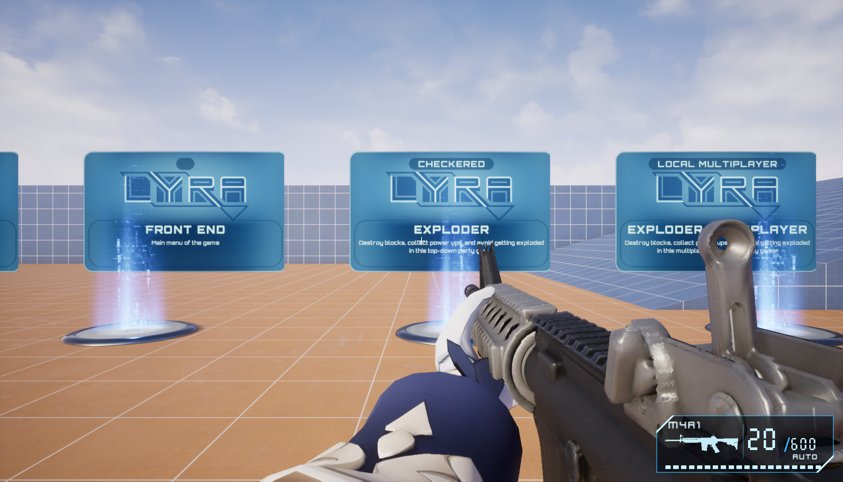 LYRA
FRONT END
Main menu of the game
CHECKERED
LYRA
EXPLODER
Destroy blocks, collect power ups, and avoid getting exploded
in this top-down party
LOCAL MULTIPLAYER
LYRA
EXPLODER PLAYER
Destroy blocks, collect ups getting exploded
in this
M4A1
20 /600
AUTO